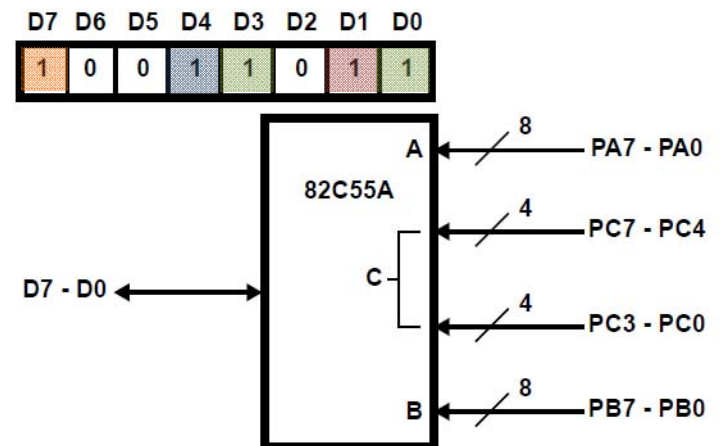 D7 D6 D5 D4 D3 D2 D1 D0
1 0 0 1 1 0 1 1
8
A PA7 - PA0
82C55A
4
PC7 - PC4
C
D7 - D0
4
PC3 - PC0
8
B PB7 - PB0